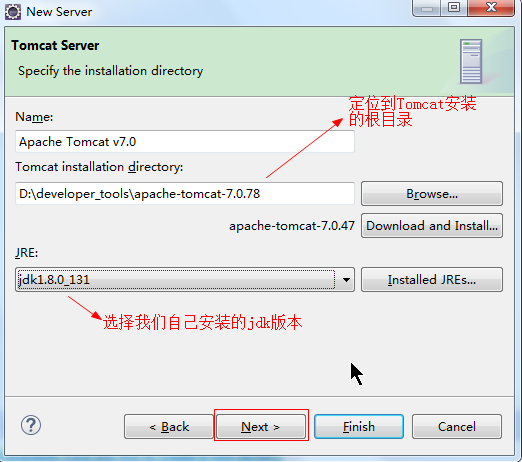 New Server
Tomcat Server
Specify the installation directory
定位到Tomcat安装
的根目录
Name:
Apache Tomcat v7.0
Tomcat installation directory:
D:\developer_tools\apache-tomcat-7.0.78
Browse...
apache-tomcat-7.0.47
Download and Install...
JRE:
jdk1.8.0_131
Installed JREs...
选择我们自己安装的jdk版本
?
< Back
Next >
Finish
Cancel